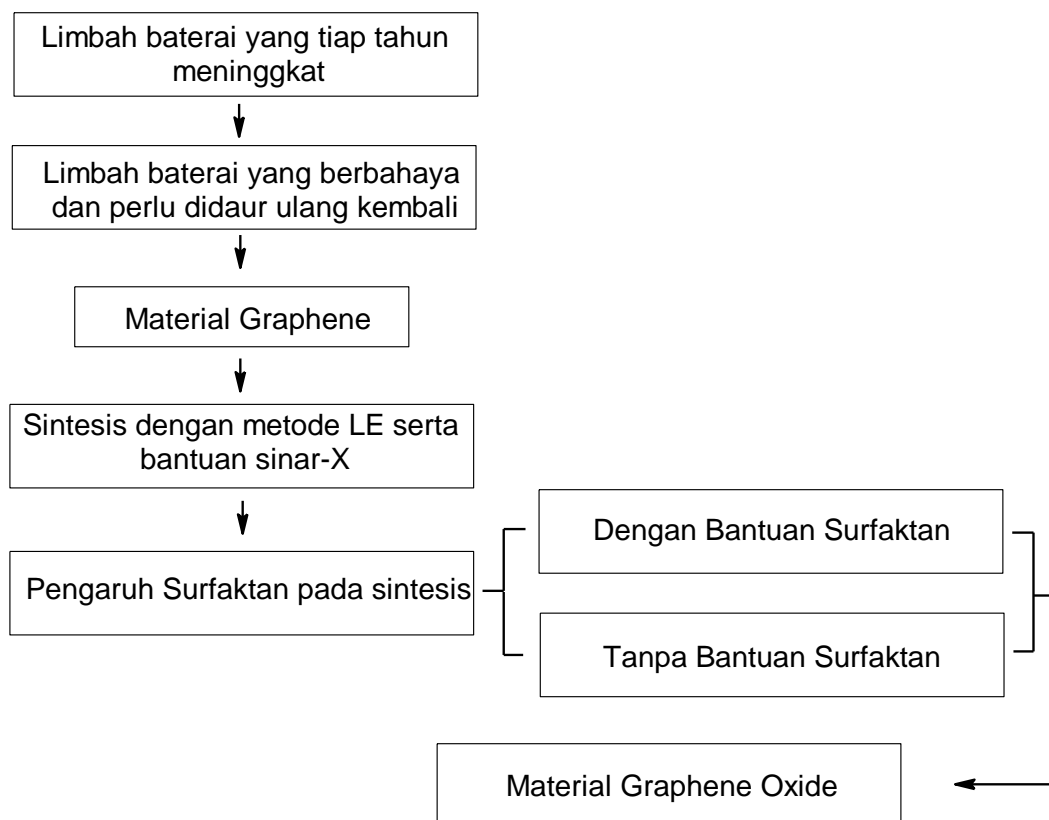 Limbah baterai yang tiap tahun
meninggkat
Limbah baterai yang berbahaya
dan perlu didaur ulang kembali
Material Graphene
Sintesis dengan metode LE serta
bantuan sinar-X
Pengaruh Surfaktan pada sintesis
Dengan Bantuan Surfaktan
Tanpa Bantuan Surfaktan
Material Graphene Oxide